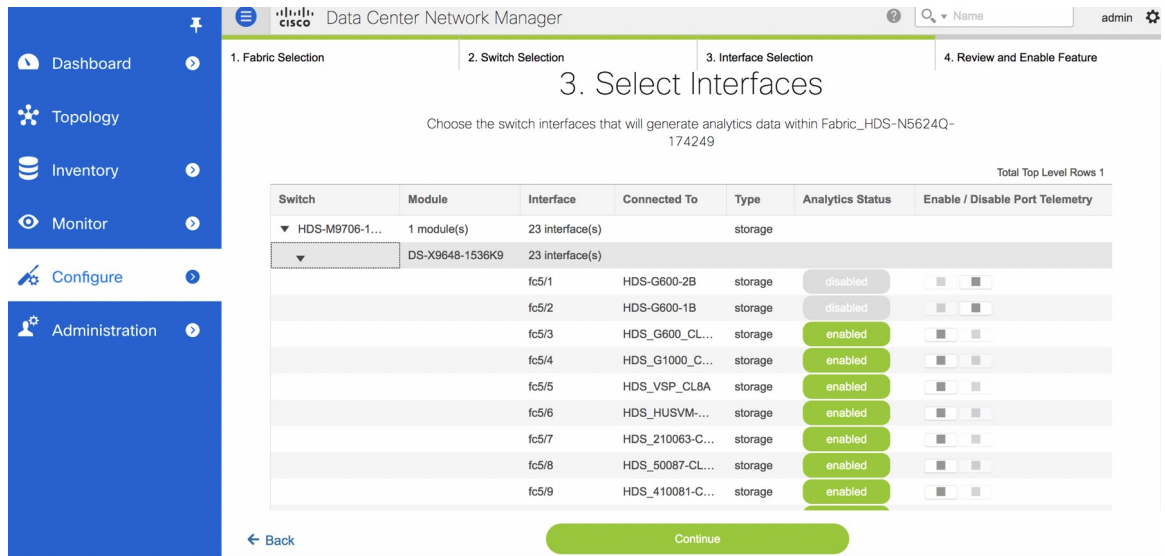 cisco Data Center Network Manager
Name
admin
Dashboard
Topology
Inventory
Monitor
Configure
Administration
1. Fabric Selection
2. Switch Selection
3. Interface Selection
4. Review and Enable Feature
3. Select Interfaces
Choose the switch interfaces that will generate analytics data within Fabric_HDS-N5624Q-
174249
Total Top Level Rows 1
Switch Module Interface Connected To Type Analytics Status Enable / Disable Port Telemetry
HDS-M9706-1... 1 module(s) 23 interface(s) storage
DS-X9648-1536K9 23 interface(s)
fc5/1 HDS-G600-2B storage disabled
fc5/2 HDS-G600-1B storage disabled
fc5/3 HDS_G600_CL... storage enabled
fc5/4 HDS_G1000_C... storage enabled
fc5/5 HDS_VSP_CL8A storage enabled
fc5/6 HDS_HUSVM-... storage enabled
fc5/7 HDS_210063-C... storage enabled
fc5/8 HDS_50087-CL... storage enabled
fc5/9 HDS_410081-C... storage enabled
Back
Continue